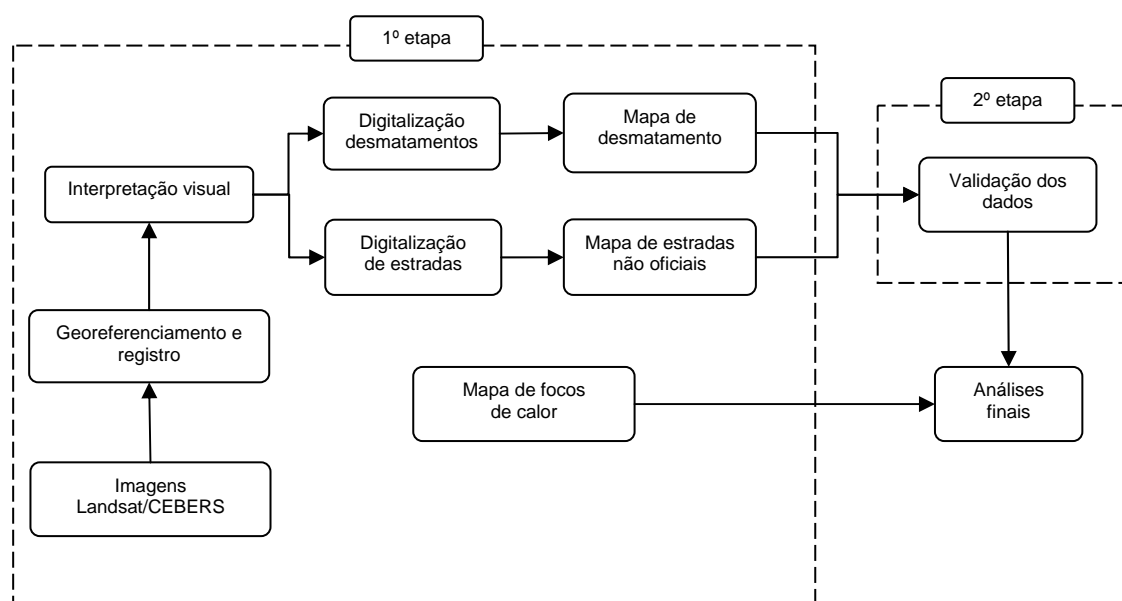 1º etapa
2º etapa
Digitalização
desmatamentos
Mapa de
desmatamento
Interpretação visual
Validação dos
dados
Digitalização
de estradas
Mapa de estradas
não oficiais
Georeferenciamento e
registro
Mapa de focos
de calor
Análises
finais
Imagens
Landsat/CEBERS